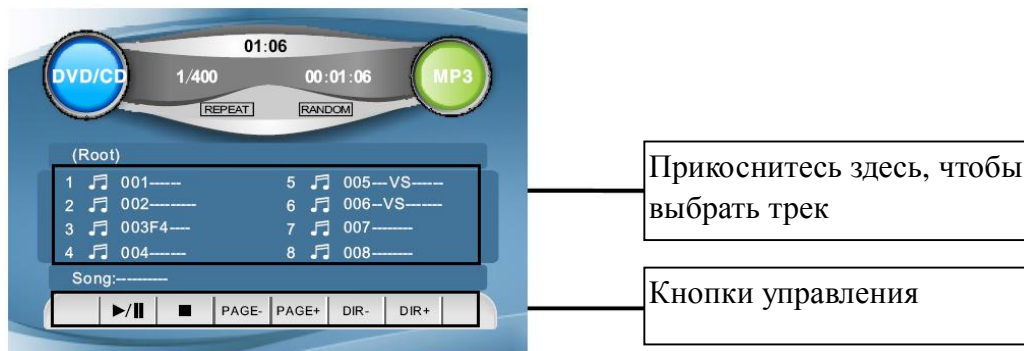 01:06
DVD/CD 1/400 00:01:06 MP3
REPEAT RANDOM
(Root)
1 001------ 5 005---VS------
2 002--------- 6 006--VS-------
3 003F4---- 7 007--------
4 004------- 8 008--------
Song:----------
PAGE- PAGE+ DIR- DIR+
Прикоснитесь здесь, чтобы
выбрать трек
Кнопки управления